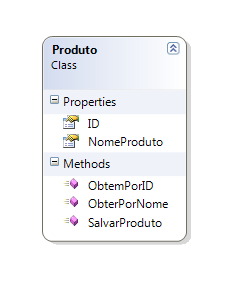 Produto
Class
Properties
ID
NomeProduto
Methods
ObtemPorID
ObterPorNome
SalvarProduto